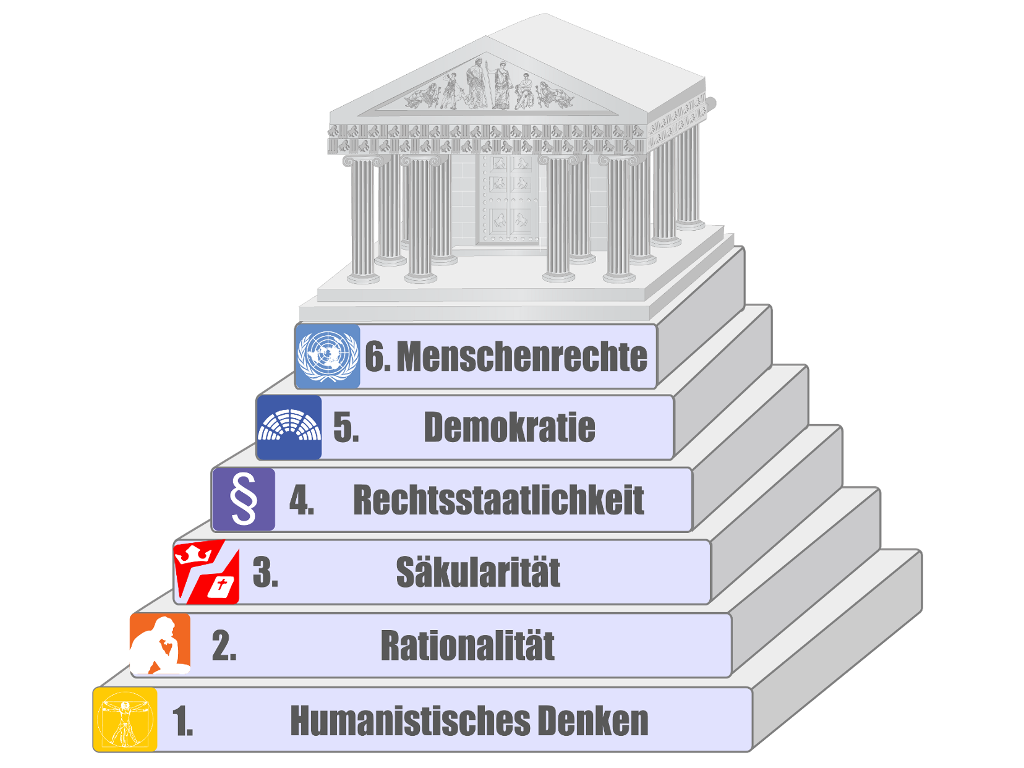 6. Menschenrechte
5. Demokratie
§ 4. Rechtsstaatlichkeit
3. Säkularität
2. Rationalität
1. Humanistisches Denken